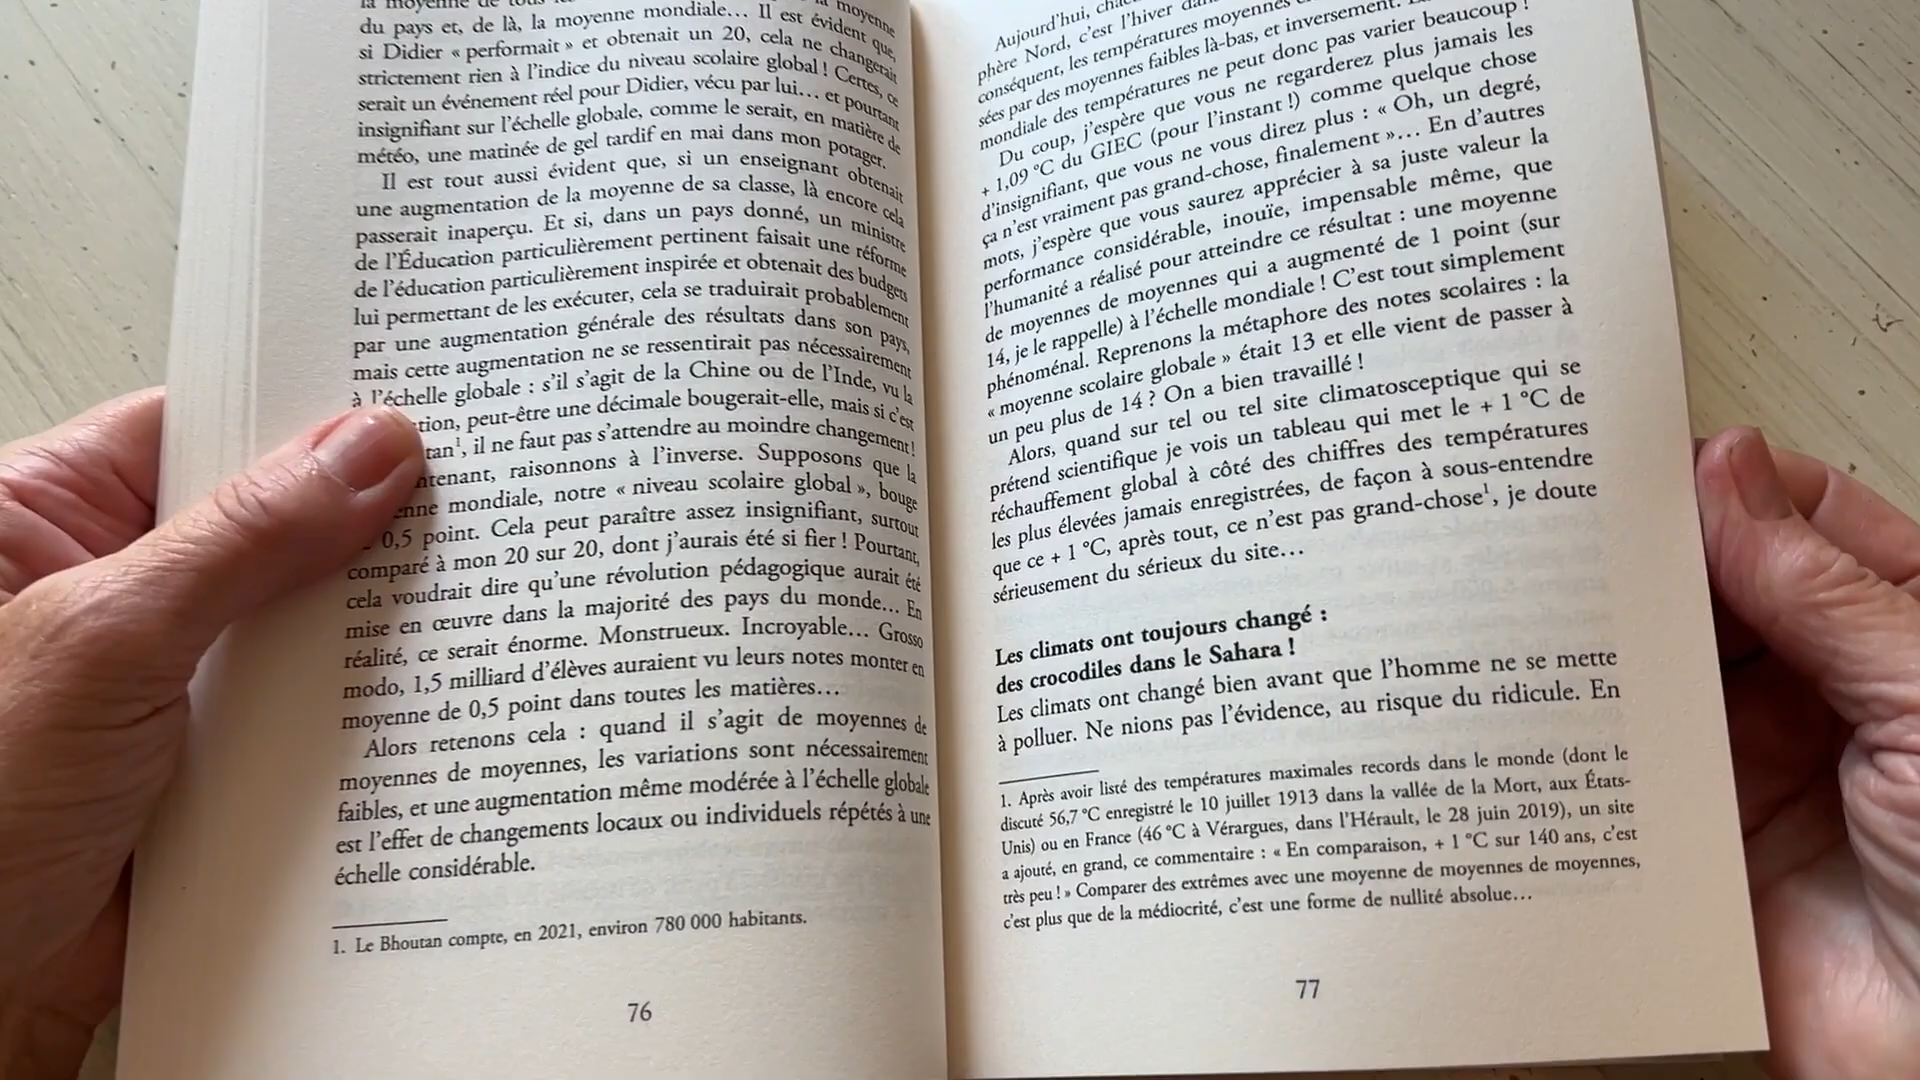 la moyenne de tous les moyenne
du pays et, de là, la moyenne mondiale… Il est évident que,
si Didier « performait » et obtenait un 20, cela ne changerait
strictement rien à l'indice du niveau scolaire global ! Certes, ce
serait un événement réel pour Didier, vécu par lui… et pourtant
insignifiant sur l'échelle globale, comme le serait, en matière de
météo, une matinée de gel tardif en mai dans mon potager.
Il est tout aussi évident que, si un enseignant obtenait
une augmentation de la moyenne de sa classe, là encore cela
passerait inaperçu. Et si, dans un pays donné, un ministre
de l'Éducation particulièrement pertinent faisait une réforme
de l'éducation particulièrement inspirée et obtenait des budgets
lui permettant de les exécuter, cela se traduirait probablement
par une augmentation générale des résultats dans son pays,
mais cette augmentation ne se ressentirait pas nécessairement
à l'échelle globale : s'il s'agit de la Chine ou de l'Inde, vu la
tion, peut-être une décimale bougerait-elle, mais si c'est
tan¹, il ne faut pas s'attendre au moindre changement !
ntenant, raisonnons à l'inverse. Supposons que la
enne mondiale, notre « niveau scolaire global », bouge
0,5 point. Cela peut paraître assez insignifiant, surtout
comparé à mon 20 sur 20, dont j'aurais été si fier ! Pourtant,
cela voudrait dire qu'une révolution pédagogique aurait été
mise en œuvre dans la majorité des pays du monde… En
réalité, ce serait énorme. Monstrueux. Incroyable… Grosso
modo, 1,5 milliard d'élèves auraient vu leurs notes monter en
moyenne de 0,5 point dans toutes les matières…
Alors retenons cela : quand il s'agit de moyennes de
moyennes de moyennes, les variations sont nécessairement
faibles, et une augmentation même modérée à l'échelle globale
est l'effet de changements locaux ou individuels répétés à une
échelle considérable.
1. Le Bhoutan compte, en 2021, environ 780 000 habitants.
76
Aujourd'hui,
phère Nord, c'est l'hiver dans
conséquent, les températures moyennes
sées par des moyennes faibles là-bas, et inversement.
mondiale des températures ne peut donc pas varier beaucoup !
Du coup, j'espère que vous ne regarderez plus jamais les
+ 1,09 °C du GIEC (pour l'instant !) comme quelque chose
d'insignifiant, que vous ne vous direz plus : « Oh, un degré,
ça n'est vraiment pas grand-chose, finalement »… En d'autres
mots, j'espère que vous saurez apprécier à sa juste valeur la
performance considérable, inouïe, impensable même, que
l'humanité a réalisé pour atteindre ce résultat : une moyenne
de moyennes de moyennes qui a augmenté de 1 point (sur
14, je le rappelle) à l'échelle mondiale ! C'est tout simplement
phénoménal. Reprenons la métaphore des notes scolaires : la
« moyenne scolaire globale » était 13 et elle vient de passer à
un peu plus de 14 ? On a bien travaillé !
Alors, quand sur tel ou tel site climatosceptique qui se
prétend scientifique je vois un tableau qui met le + 1 °C de
réchauffement global à côté des chiffres des températures
les plus élevées jamais enregistrées, de façon à sous-entendre
que ce + 1 °C, après tout, ce n'est pas grand-chose¹, je doute
sérieusement du sérieux du site…
Les climats ont toujours changé :
des crocodiles dans le Sahara !
Les climats ont changé bien avant que l'homme ne se mette
à polluer. Ne nions pas l'évidence, au risque du ridicule. En
1. Après avoir listé des températures maximales records dans le monde (dont le
discuté 56,7 °C enregistré le 10 juillet 1913 dans la vallée de la Mort, aux États-
Unis) ou en France (46 °C à Vérargues, dans l'Hérault, le 28 juin 2019), un site
a ajouté, en grand, ce commentaire : « En comparaison, + 1 °C sur 140 ans, c'est
très peu ! » Comparer des extrêmes avec une moyenne de moyennes de moyennes,
c'est plus que de la médiocrité, c'est une forme de nullité absolue…
77